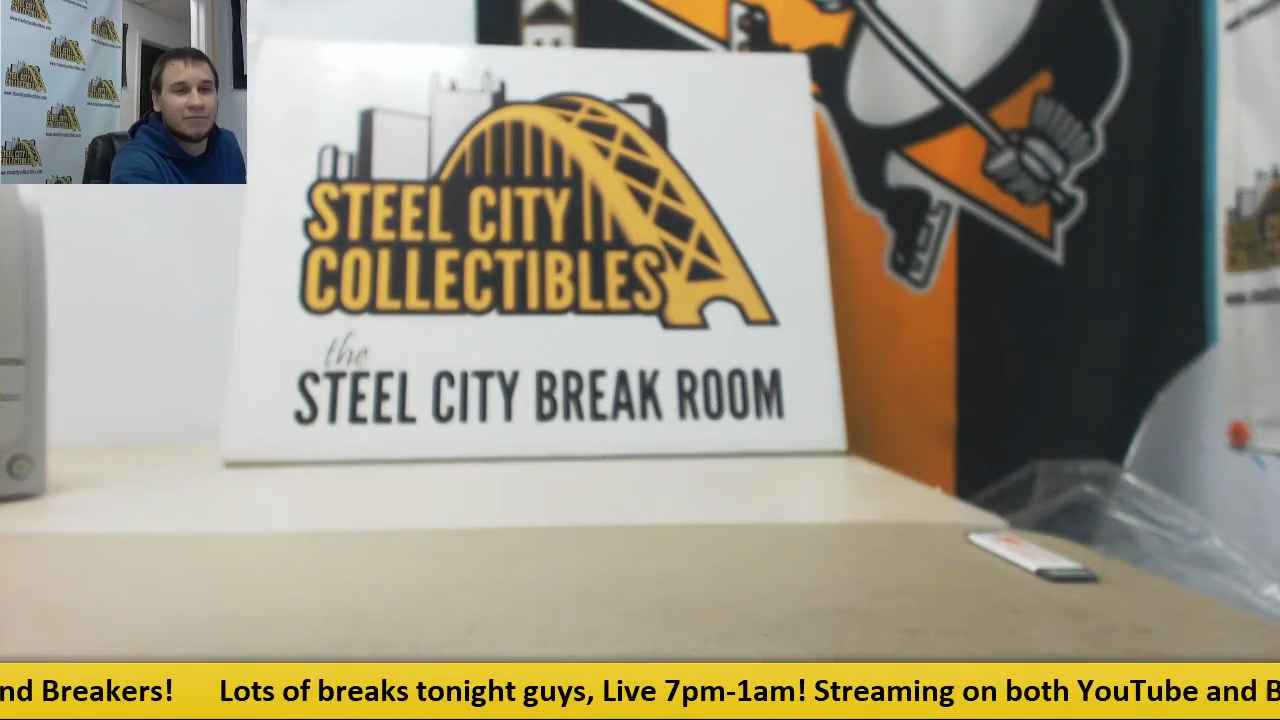 STEEL CITY
COLLECTIBLES
the
STEEL CITY BREAK ROOM
nd Breakers! Lots of breaks tonight guys, Live 7pm-1am! Streaming on both YouTube and B